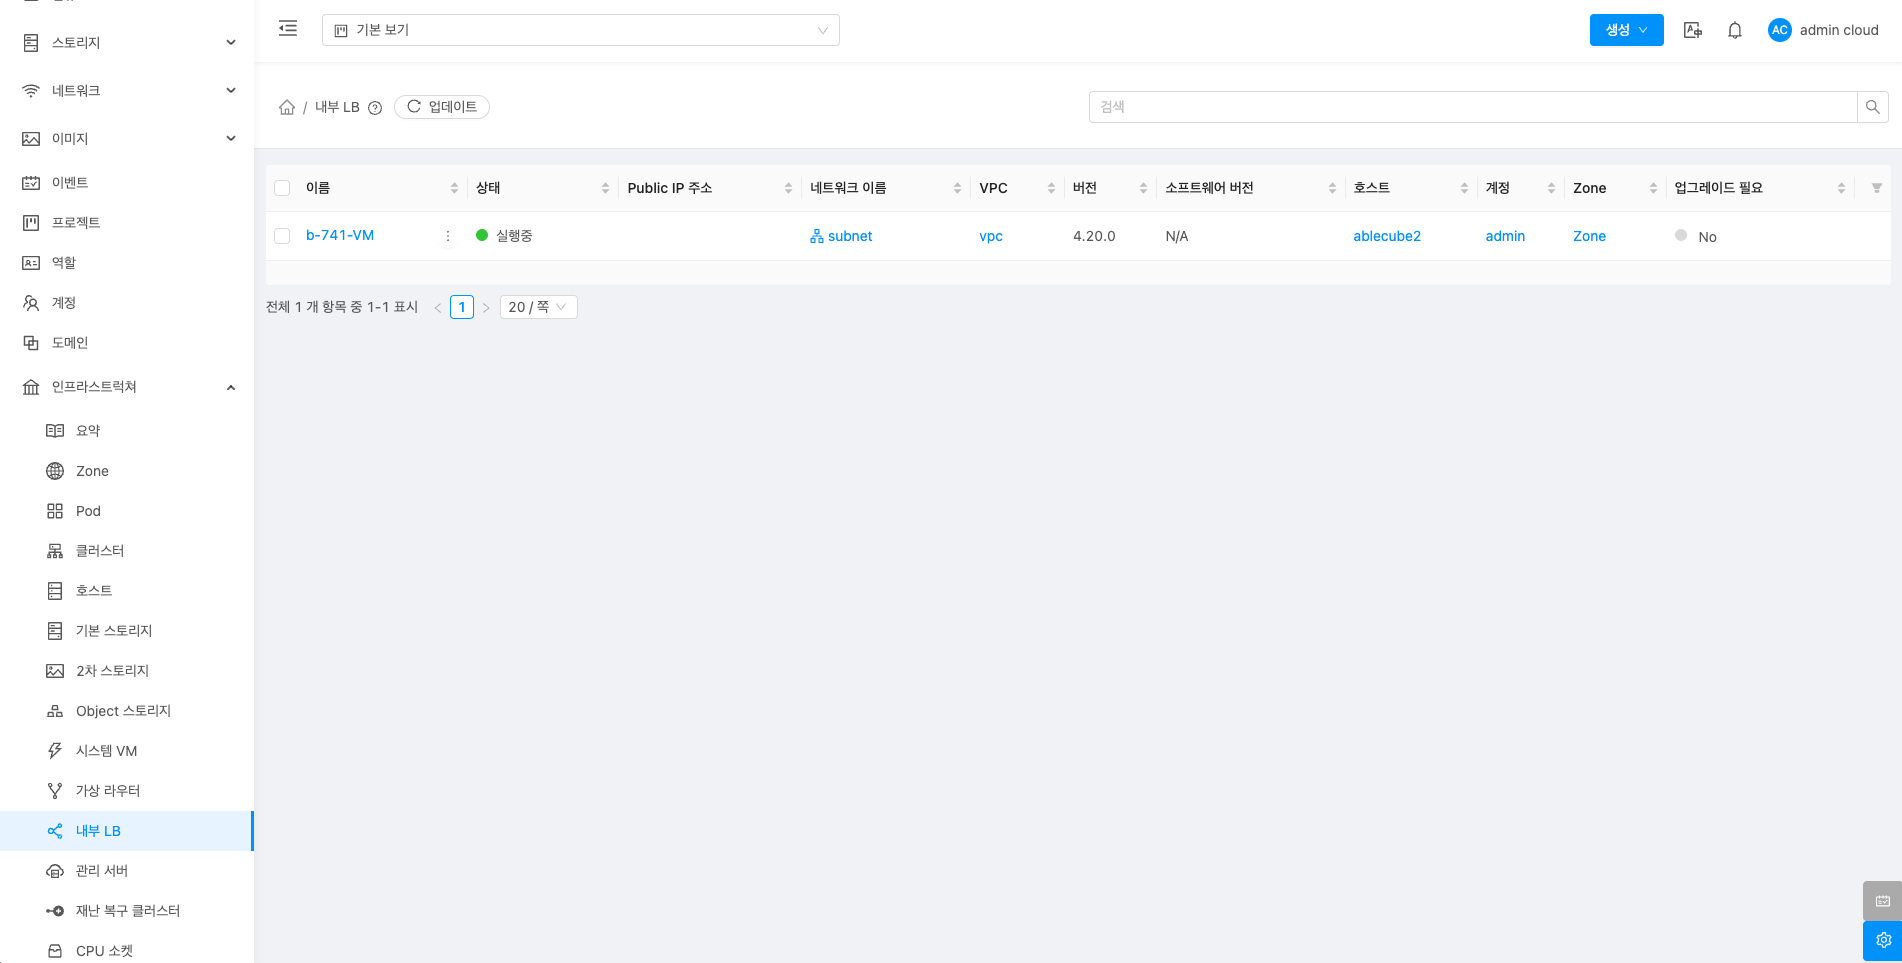 기본 보기
생성
AC
admin cloud
/ 내부 LB
업데이트
검색
이름
상태
Public IP 주소
네트워크 이름
VPC
버전
소프트웨어 버전
호스트
계정
Zone
업그레이드 필요
b-741-VM
실행중
subnet
vpc
4.20.0
N/A
ablecube2
admin
Zone
No
전체 1 개 항목 중 1-1 표시
1
20 / 쪽
스토리지
네트워크
이미지
이벤트
프로젝트
역할
계정
도메인
인프라스트럭쳐
요약
Zone
Pod
클러스터
호스트
기본 스토리지
2차 스토리지
Object 스토리지
시스템 VM
가상 라우터
내부 LB
관리 서버
재난 복구 클러스터
CPU 소켓